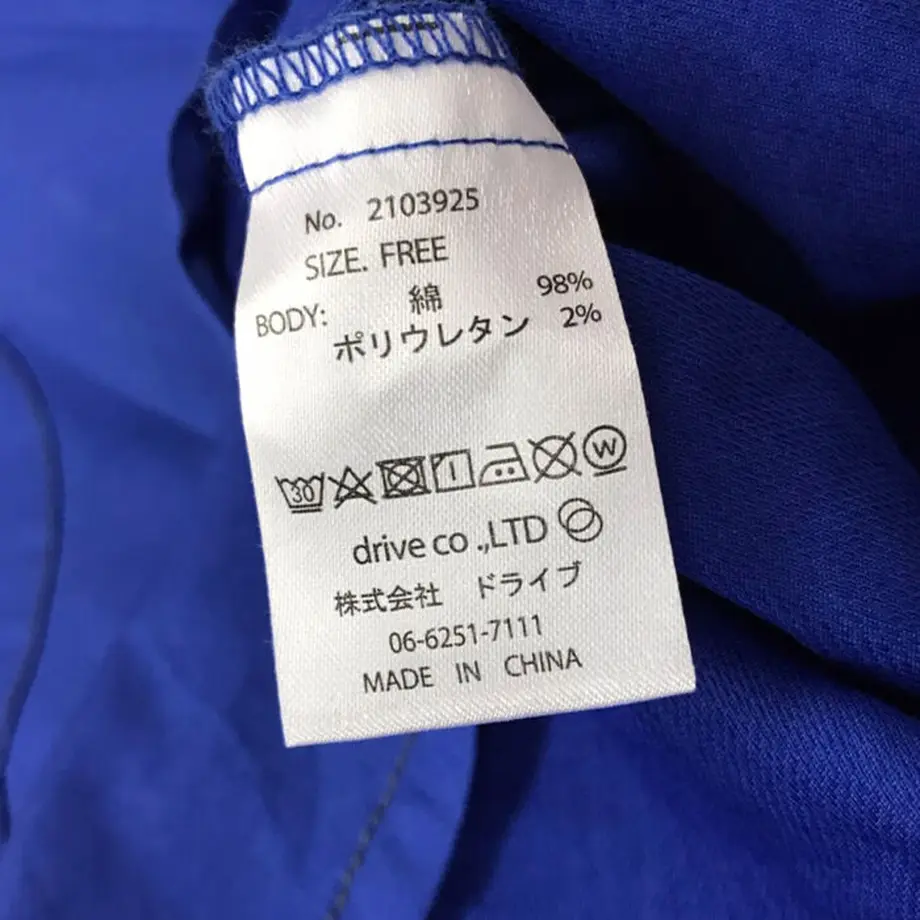 No. 2103925
SIZE. FREE
BODY: 綿 98%
ポリウレタン 2%
30 W
drive co .,LTD
株式会社 ドライブ
06-6251-7111
MADE IN CHINA